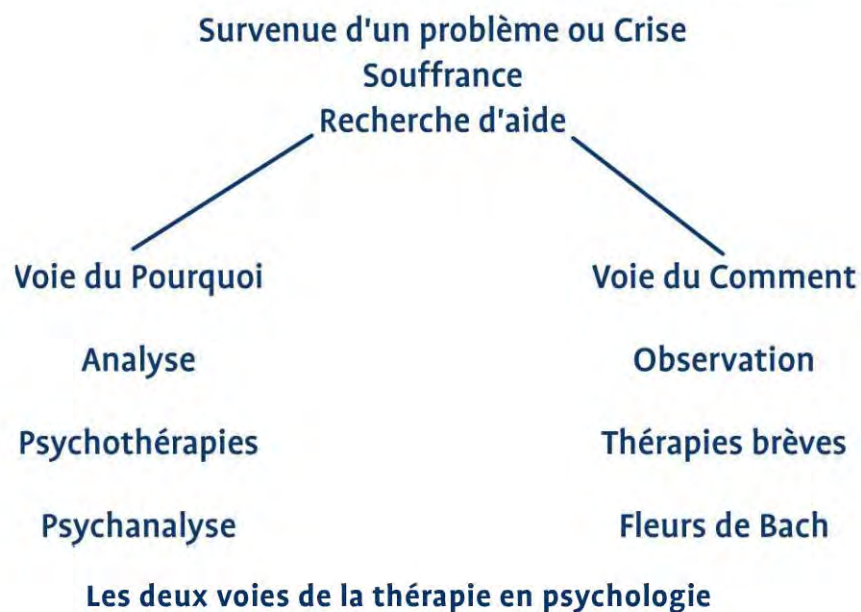 Survenue d'un problème ou Crise
Souffrance
Recherche d'aide
Voie du Pourquoi
Analyse
Psychothérapies
Psychanalyse
Voie du Comment
Observation
Thérapies brèves
Fleurs de Bach
Les deux voies de la thérapie en psychologie